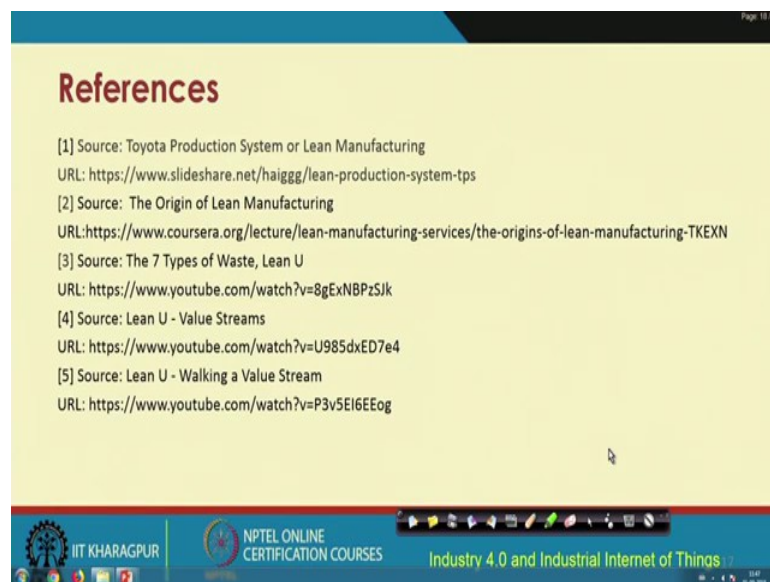 Page: 18
References
[1] Source: Toyota Production System or Lean Manufacturing
URL: https://www.slideshare.net/haiggg/lean-production-system-tps
[2] Source: The Origin of Lean Manufacturing
URL:https://www.coursera.org/lecture/lean-manufacturing-services/the-origins-of-lean-manufacturing-TKEXN
[3] Source: The 7 Types of Waste, Lean U
URL: https://www.youtube.com/watch?v=8gExNBPzSJk
[4] Source: Lean U - Value Streams
URL: https://www.youtube.com/watch?v=U985dxED7e4
[5] Source: Lean U - Walking a Value Stream
URL: https://www.youtube.com/watch?v=P3v5EI6EEog
IIT KHARAGPUR
NPTEL ONLINE
CERTIFICATION COURSES
Industry 4.0 and Industrial Internet of Things
17